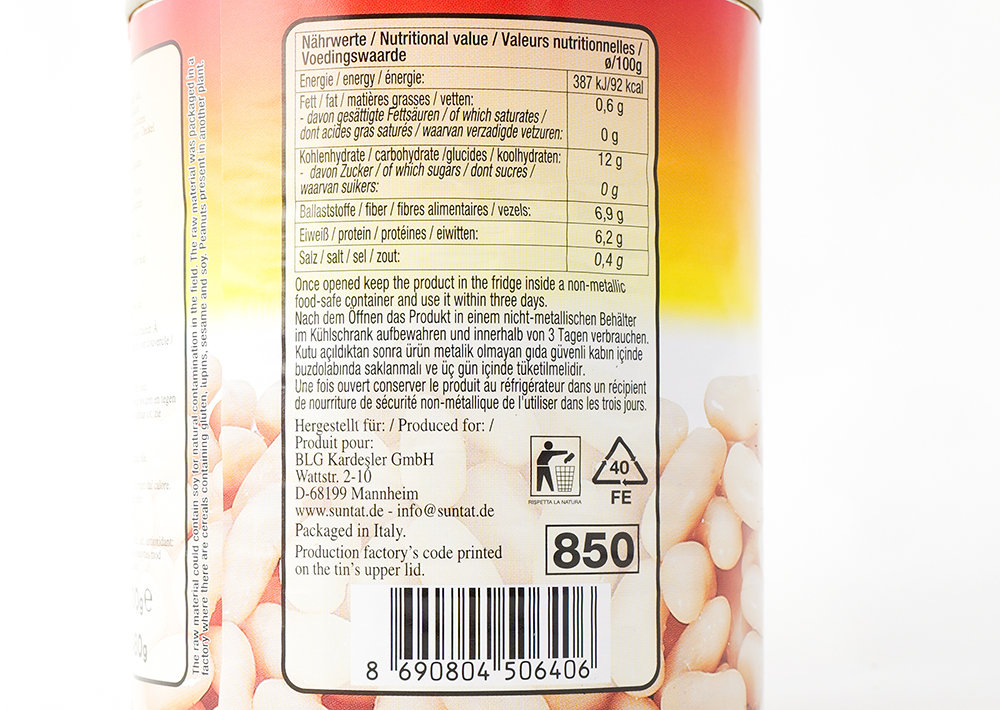 The raw material could contain soy for natural contamination in the field. The raw material was packaged in a
factory where there are cereals containing gluten, lupins, sesame and soy. Peanuts present in another plant.
Nährwerte / Nutritional value / Valeurs nutritionnelles /
Voedingswaarde ø/100g
Energie / energy / énergie: 387 kJ/92 kcal
Fett / fat / matières grasses / vetten: 0,6 g
- davon gesättigte Fettsäuren / of which saturates /
dont acides gras saturés / waarvan verzadigde vetzuren: 0 g
Kohlenhydrate / carbohydrate /glucides / koolhydraten: 12 g
- davon Zucker / of which sugars / dont sucres /
waarvan suikers: 0 g
Ballaststoffe / fiber / fibres alimentaires / vezels: 6,9 g
Eiweiß / protein / protéines / eiwitten: 6,2 g
Salz / salt / sel / zout: 0,4 g
Once opened keep the product in the fridge inside a non-metallic
food-safe container and use it within three days.
Nach dem Öffnen das Produkt in einem nicht-metallischen Behälter
im Kühlschrank aufbewahren und innerhalb von 3 Tagen verbrauchen.
Kutu açıldıktan sonra ürün metalik olmayan gıda güvenli kabın içinde
buzdolabında saklanmalı ve üç gün içinde tüketilmelidir.
Une fois ouvert conserver le produit au réfrigérateur dans un récipient
de nourriture de sécurité non-métallique de l'utiliser dans les trois jours.
Hergestellt für: / Produced for: /
Produit pour:
BLG Kardeşler GmbH
Wattstr. 2-10
D-68199 Mannheim
www.suntat.de - info@suntat.de
Packaged in Italy.
Production factory's code printed
on the tin's upper lid.
RISPETTA LA NATURA
40
FE
850
8 690804 506406